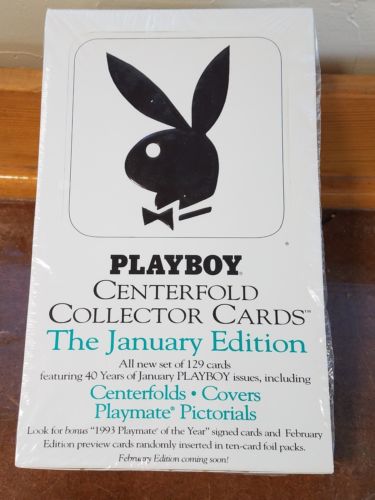 PLAYBOY®
CENTERFOLD
COLLECTOR CARDS™
The January Edition
All new set of 129 cards
featuring 40 Years of January PLAYBOY issues, including
Centerfolds • Covers
Playmate® Pictorials
Look for bonus "1993 Playmate® of the Year" signed cards and February
Edition preview cards randomly inserted in ten-card foil packs.
February Edition coming soon!